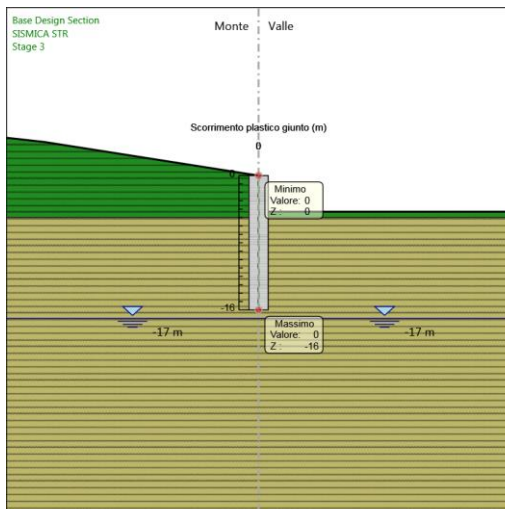 Base Design Section
SISMICA STR
Stage 3
Monte
Valle
Scorrimento plastico giunto (m)
0
0
Minimo
Valore: 0
Z : 0
-16
-17 m
-17 m
Massimo
Valore: 0
Z : -16